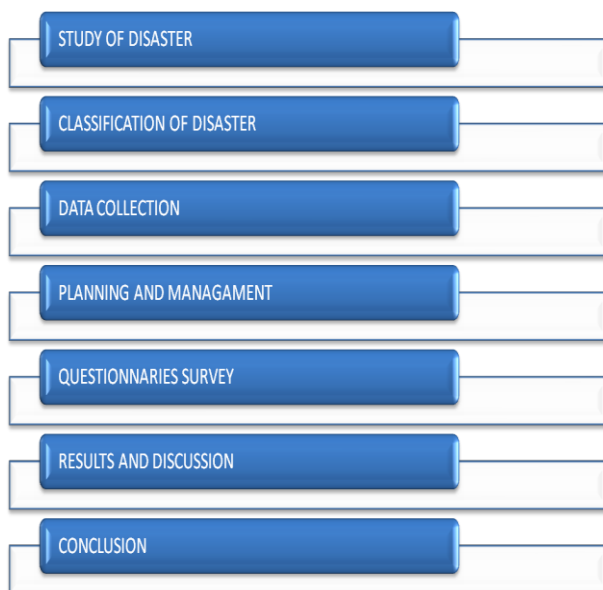 STUDY OF DISASTER
CLASSIFICATION OF DISASTER
DATA COLLECTION
PLANNING AND MANAGAMENT
QUESTIONNARIES SURVEY
RESULTS AND DISCUSSION
CONCLUSION